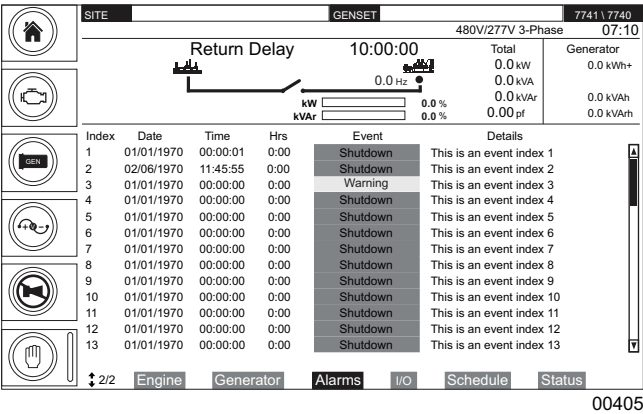 SITE GENSET 7741 \ 7740
480V/277V 3-Phase 07:10
Return Delay 10:00:00 Total Generator
0.0 kW 0.0 kWh+
0.0 Hz 0.0 kVA
kW 0.0 % 0.0 kVAr 0.0 kVAh
kVAr 0.0 % 0.00 pf 0.0 kVArh
Index Date Time Hrs Event Details
1 01/01/1970 00:00:01 0:00 Shutdown This is an event index 1
2 02/06/1970 11:45:55 0:00 Shutdown This is an event index 2
3 01/01/1970 00:00:00 0:00 Warning This is an event index 3
4 01/01/1970 00:00:00 0:00 Shutdown This is an event index 4
5 01/01/1970 00:00:00 0:00 Shutdown This is an event index 5
6 01/01/1970 00:00:00 0:00 Shutdown This is an event index 6
7 01/01/1970 00:00:00 0:00 Shutdown This is an event index 7
8 01/01/1970 00:00:00 0:00 Shutdown This is an event index 8
9 01/01/1970 00:00:00 0:00 Shutdown This is an event index 9
10 01/01/1970 00:00:00 0:00 Shutdown This is an event index 10
11 01/01/1970 00:00:00 0:00 Shutdown This is an event index 11
12 01/01/1970 00:00:00 0:00 Shutdown This is an event index 12
13 01/01/1970 00:00:00 0:00 Shutdown This is an event index 13
GEN
2/2 Engine Generator Alarms I/O Schedule Status
00405